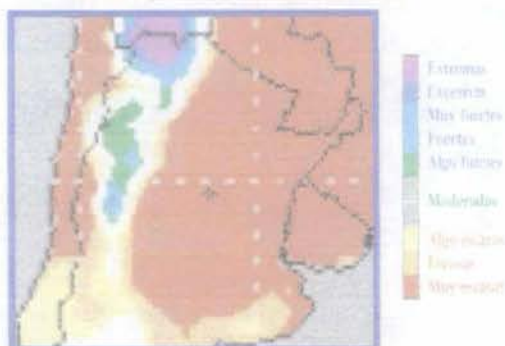 Extremas
Excesivas
Muy fuertes
Fuertes
Algo fuertes
Moderadas
Algo escasas
Escasas
Muy escasas